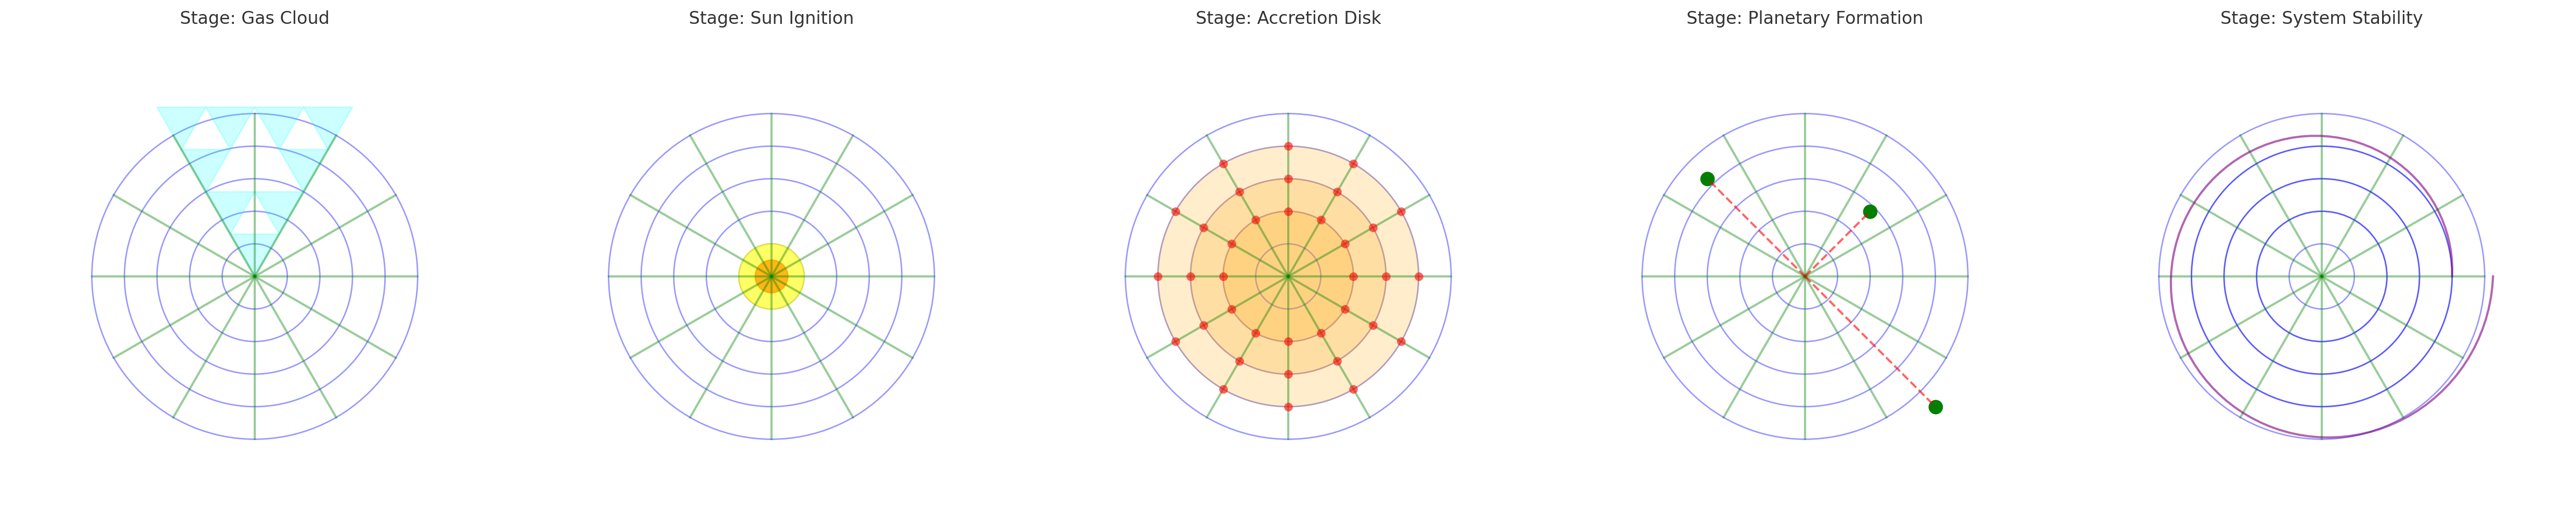 Stage: Gas Cloud
Stage: Sun Ignition
Stage: Accretion Disk
Stage: Planetary Formation
Stage: System Stability